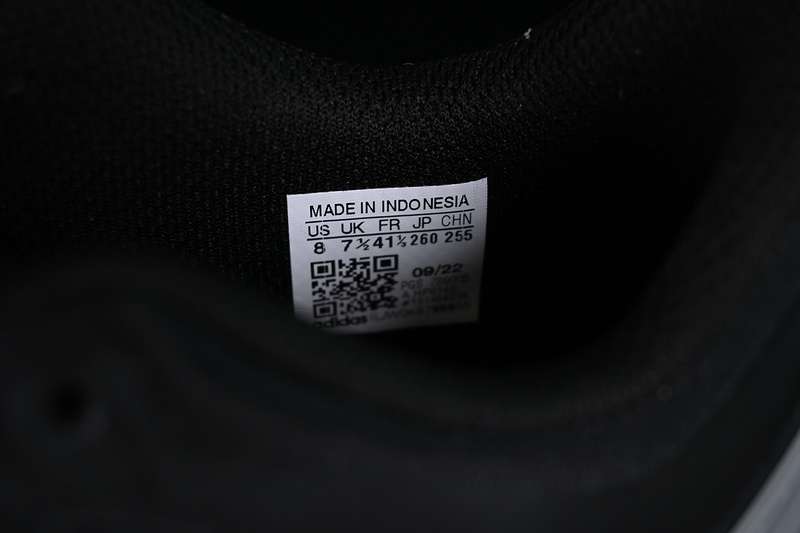 MADE IN INDONESIA
US UK FR JP CHN
8 7½ 41⅓ 260 255
09/22
adidas